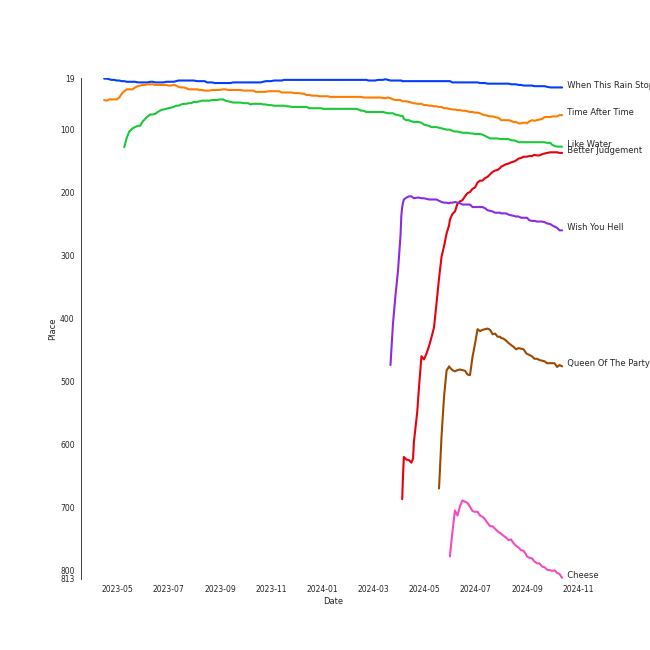 19
100
200
300
400
500
600
700
800
813
Place
2023-05
2023-07
2023-09
2023-11
2024-01
2024-03
2024-05
2024-07
2024-09
2024-11
Date
When This Rain Stop
Time After Time
Like Water
Better Judgement
Wish You Hell
Queen Of The Party
Cheese